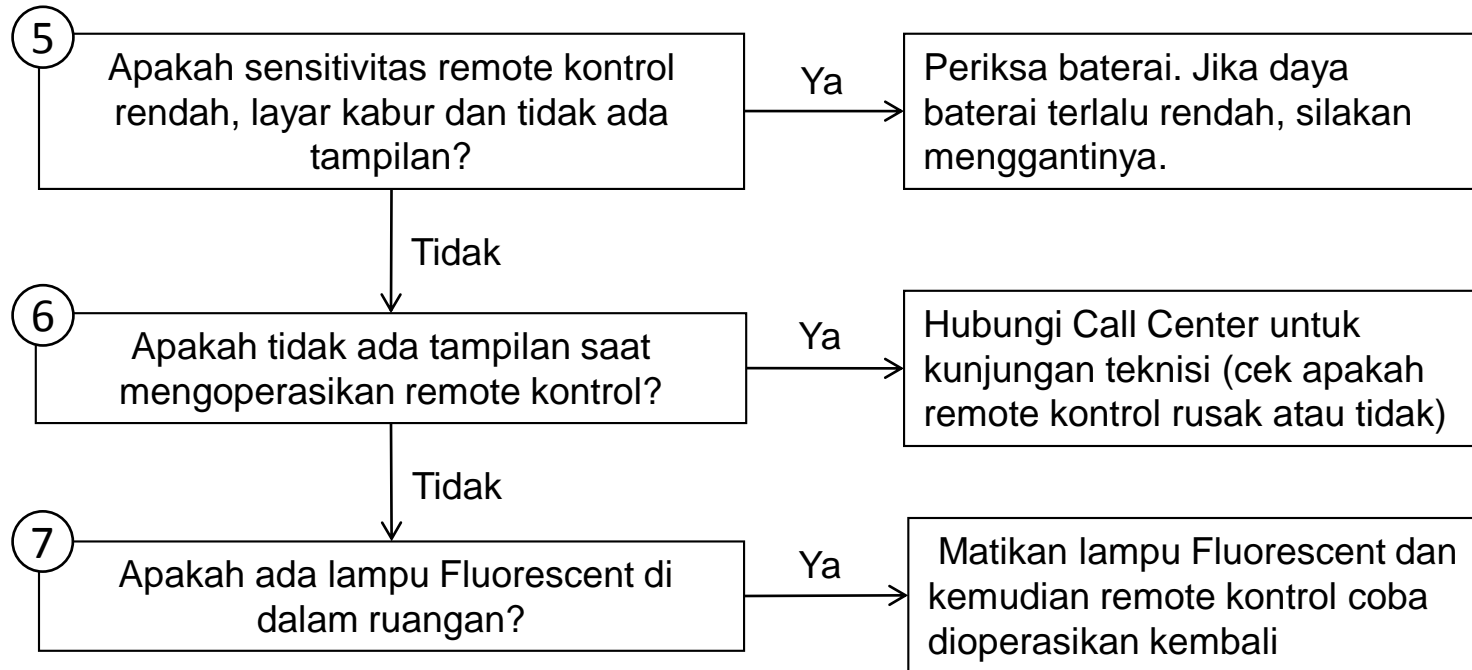 5
Apakah sensitivitas remote kontrol
rendah, layar kabur dan tidak ada
tampilan?
Ya
Periksa baterai. Jika daya
baterai terlalu rendah, silakan
menggantinya.
Tidak
6
Apakah tidak ada tampilan saat
mengoperasikan remote kontrol?
Ya
Hubungi Call Center untuk
kunjungan teknisi (cek apakah
remote kontrol rusak atau tidak)
Tidak
7
Apakah ada lampu Fluorescent di
dalam ruangan?
Ya
Matikan lampu Fluorescent dan
kemudian remote kontrol coba
dioperasikan kembali